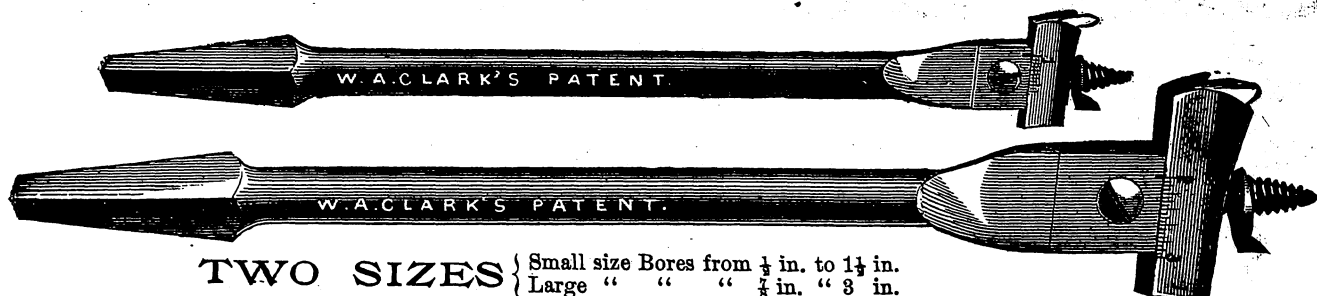 W.A.CLARK'S PATENT.
W.A.CLARK'S PATENT.
TWO SIZES { Small size Bores from ½ in. to 1½ in.
Large “ “ “ ⅞ in. “ 3 in.